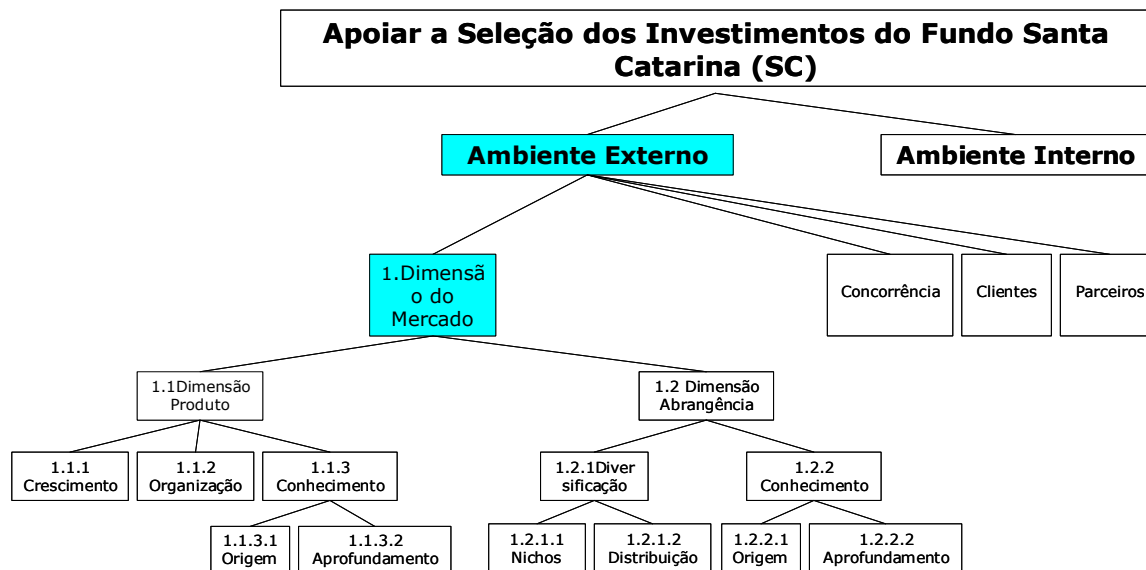 Apoiar a Seleção dos Investimentos do Fundo Santa
Catarina (SC)
Ambiente Externo
Ambiente Interno
1.Dimensã
o do
Mercado
Concorrência
Clientes
Parceiros
1.1Dimensão
Produto
1.2 Dimensão
Abrangência
1.1.1
Crescimento
1.1.2
Organização
1.1.3
Conhecimento
1.2.1Diver
sificação
1.2.2
Conhecimento
1.1.3.1
Origem
1.1.3.2
Aprofundamento
1.2.1.1
Nichos
1.2.1.2
Distribuição
1.2.2.1
Origem
1.2.2.2
Aprofundamento